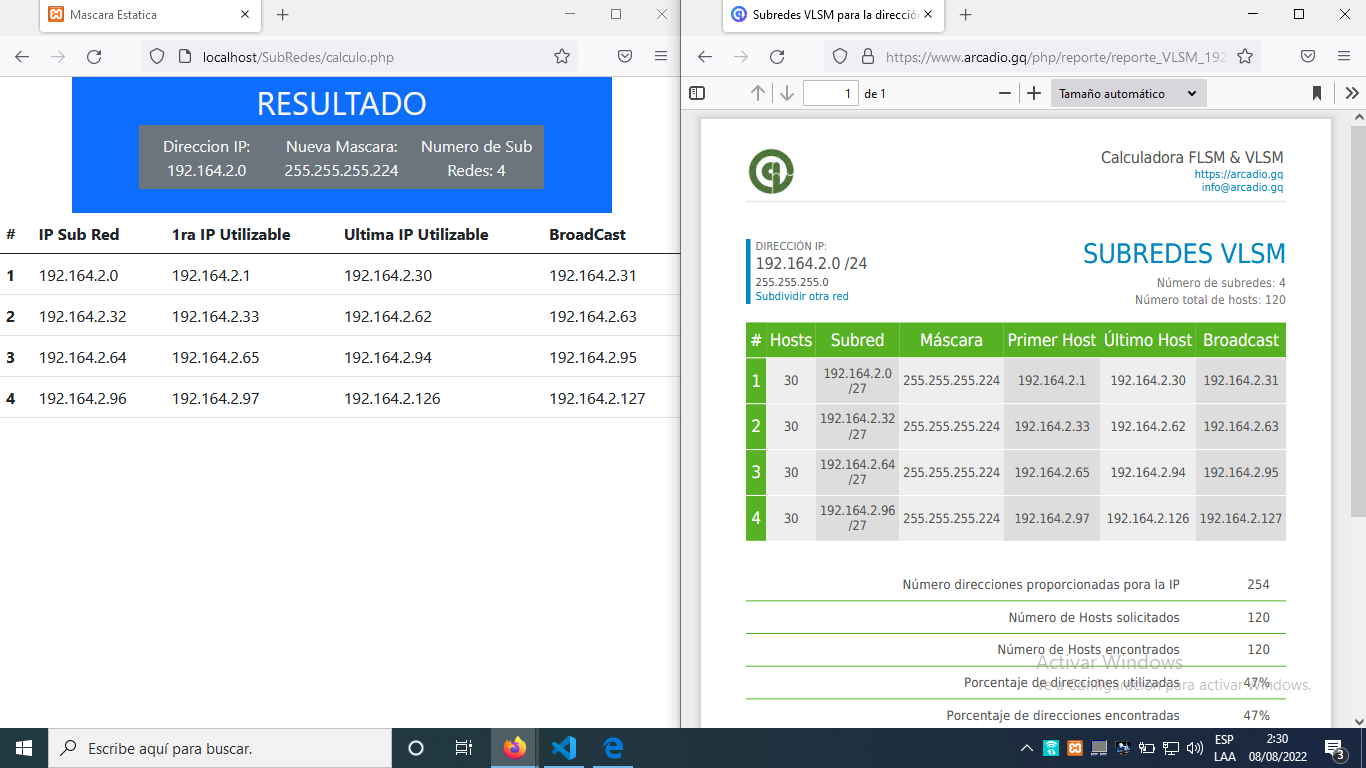 Mascara Estatica
localhost/SubRedes/calculo.php
RESULTADO
Direccion IP: 192.164.2.0
Nueva Mascara: 255.255.255.224
Numero de Sub Redes: 4
# IP Sub Red 1ra IP Utilizable Ultima IP Utilizable BroadCast
1 192.164.2.0 192.164.2.1 192.164.2.30 192.164.2.31
2 192.164.2.32 192.164.2.33 192.164.2.62 192.164.2.63
3 192.164.2.64 192.164.2.65 192.164.2.94 192.164.2.95
4 192.164.2.96 192.164.2.97 192.164.2.126 192.164.2.127
Subredes VLSM para la dirección
https://www.arcadio.gq/php/reporte/reporte_VLSM_192.
1 de 1 Tamaño automático
Calculadora FLSM & VLSM
https://arcadio.gq
info@arcadio.gq
DIRECCIÓN IP:
192.164.2.0 /24
255.255.255.0
Subdividir otra red
SUBREDES VLSM
Número de subredes: 4
Número total de hosts: 120
# Hosts Subred Máscara Primer Host Último Host Broadcast
1 30 192.164.2.0 /27 255.255.255.224 192.164.2.1 192.164.2.30 192.164.2.31
2 30 192.164.2.32 /27 255.255.255.224 192.164.2.33 192.164.2.62 192.164.2.63
3 30 192.164.2.64 /27 255.255.255.224 192.164.2.65 192.164.2.94 192.164.2.95
4 30 192.164.2.96 /27 255.255.255.224 192.164.2.97 192.164.2.126 192.164.2.127
Número direcciones proporcionadas pora la IP 254
Número de Hosts solicitados 120
Número de Hosts encontrados 120
Porcentaje de direcciones utilizadas 47%
Porcentaje de direcciones encontradas 47%
Activar Windows
Ve a Configuración para activar Windows.
Escribe aquí para buscar.
ESP
LAA
2:30
08/08/2022
3